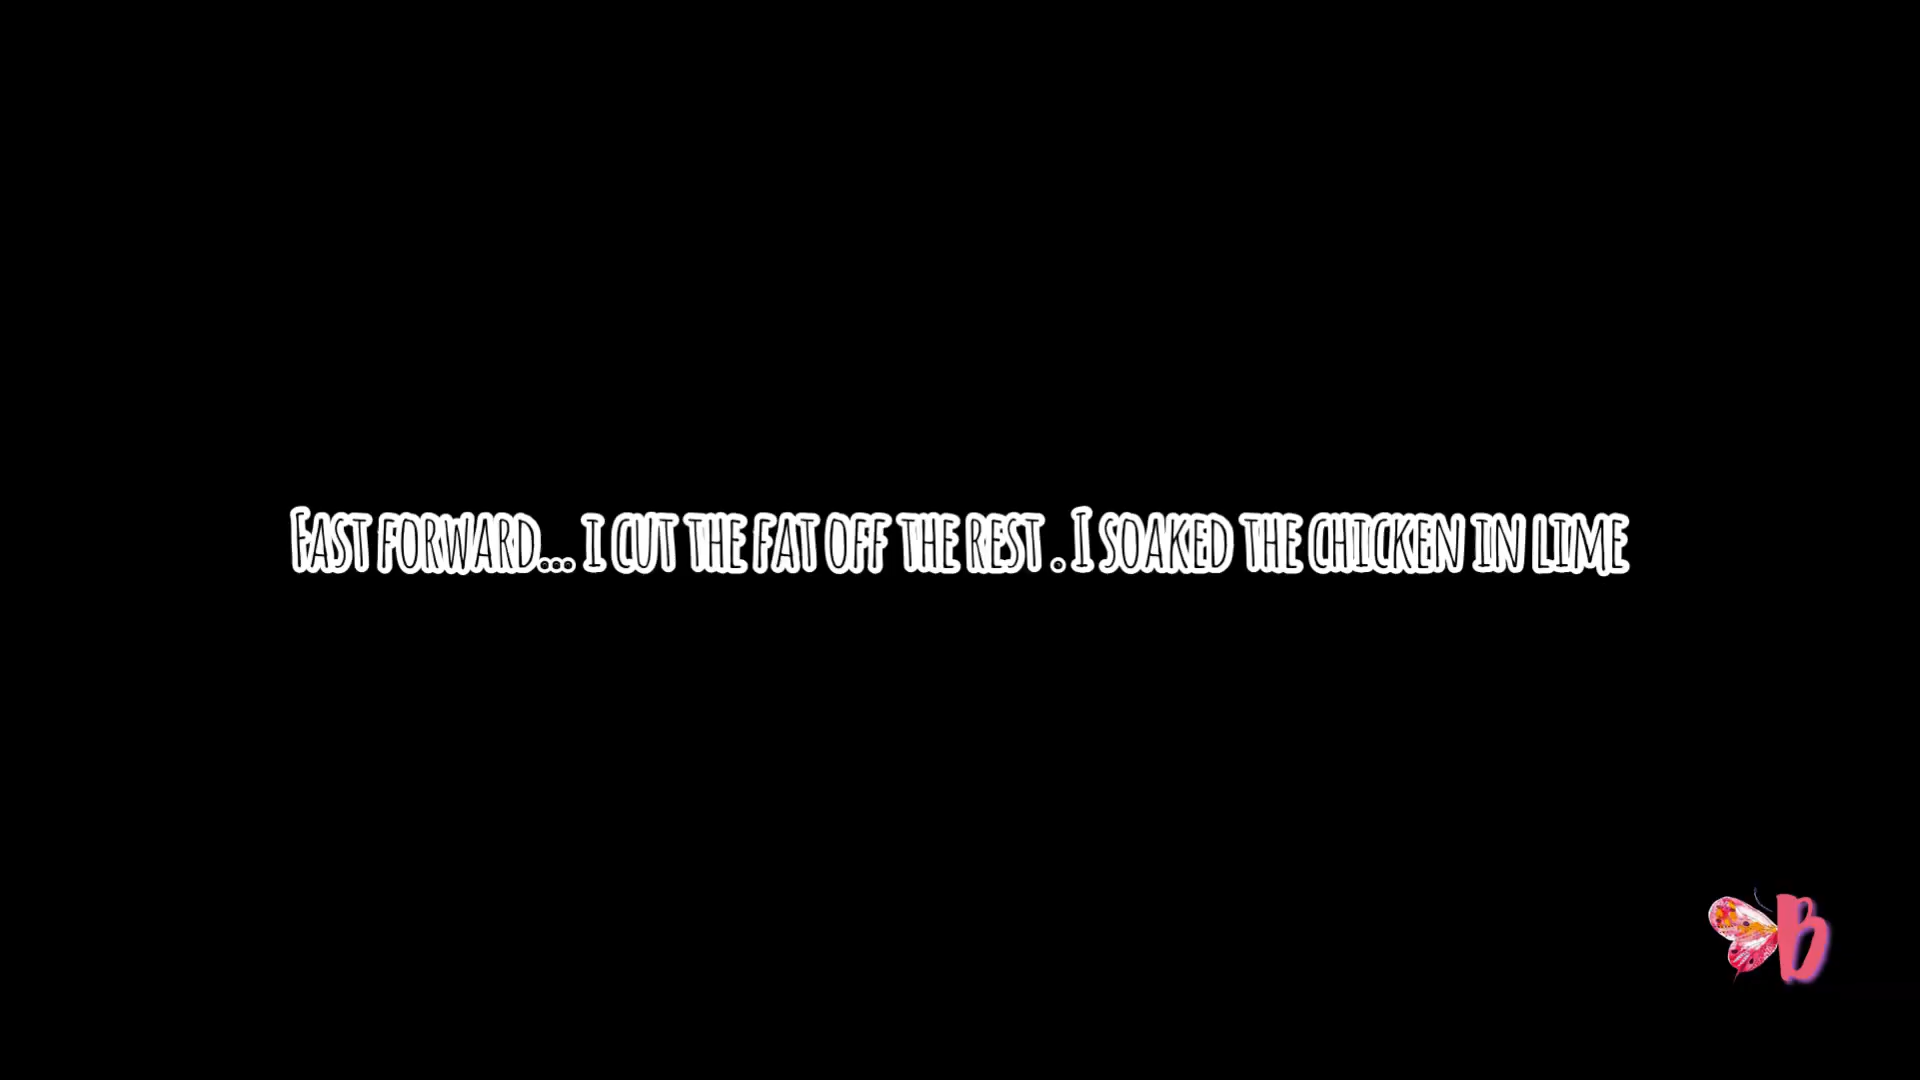 Fast forward... i cut the fat off the rest . I soaked the chicken in lime
B